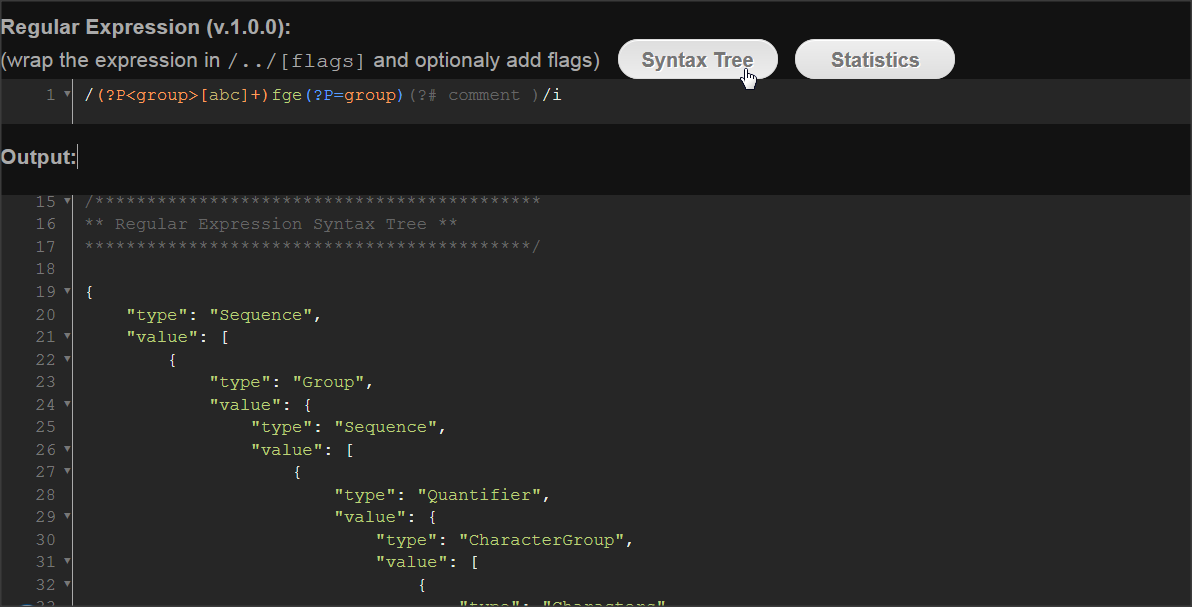 Regular Expression (v.1.0.0):
(wrap the expression in /../[flags] and optionaly add flags) Syntax Tree Statistics
1 /(?P<group>[abc]+)fge(?P=group)(?# comment )/i
Output:
15 /********************************************
16 ** Regular Expression Syntax Tree **
17 ********************************************/
18
19 {
20 "type": "Sequence",
21 "value": [
22 {
23 "type": "Group",
24 "value": {
25 "type": "Sequence",
26 "value": [
27 {
28 "type": "Quantifier",
29 "value": {
30 "type": "CharacterGroup",
31 "value": [
32 {
33 "type": "Characters",